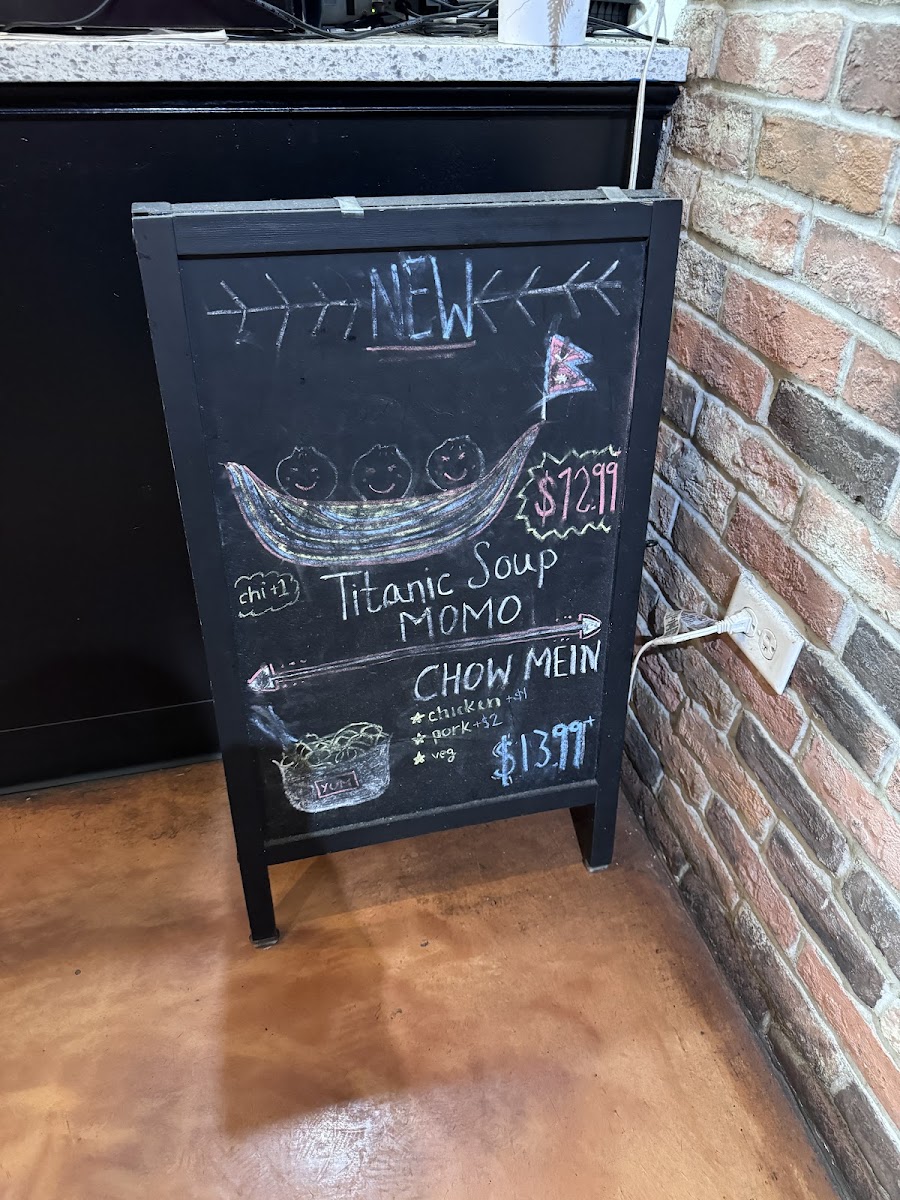 NEW
$12.99
chi +1
Titanic Soup
MOMO
CHOW MEIN
chicken +$1
pork +$2
veg
$13.99+
YUM